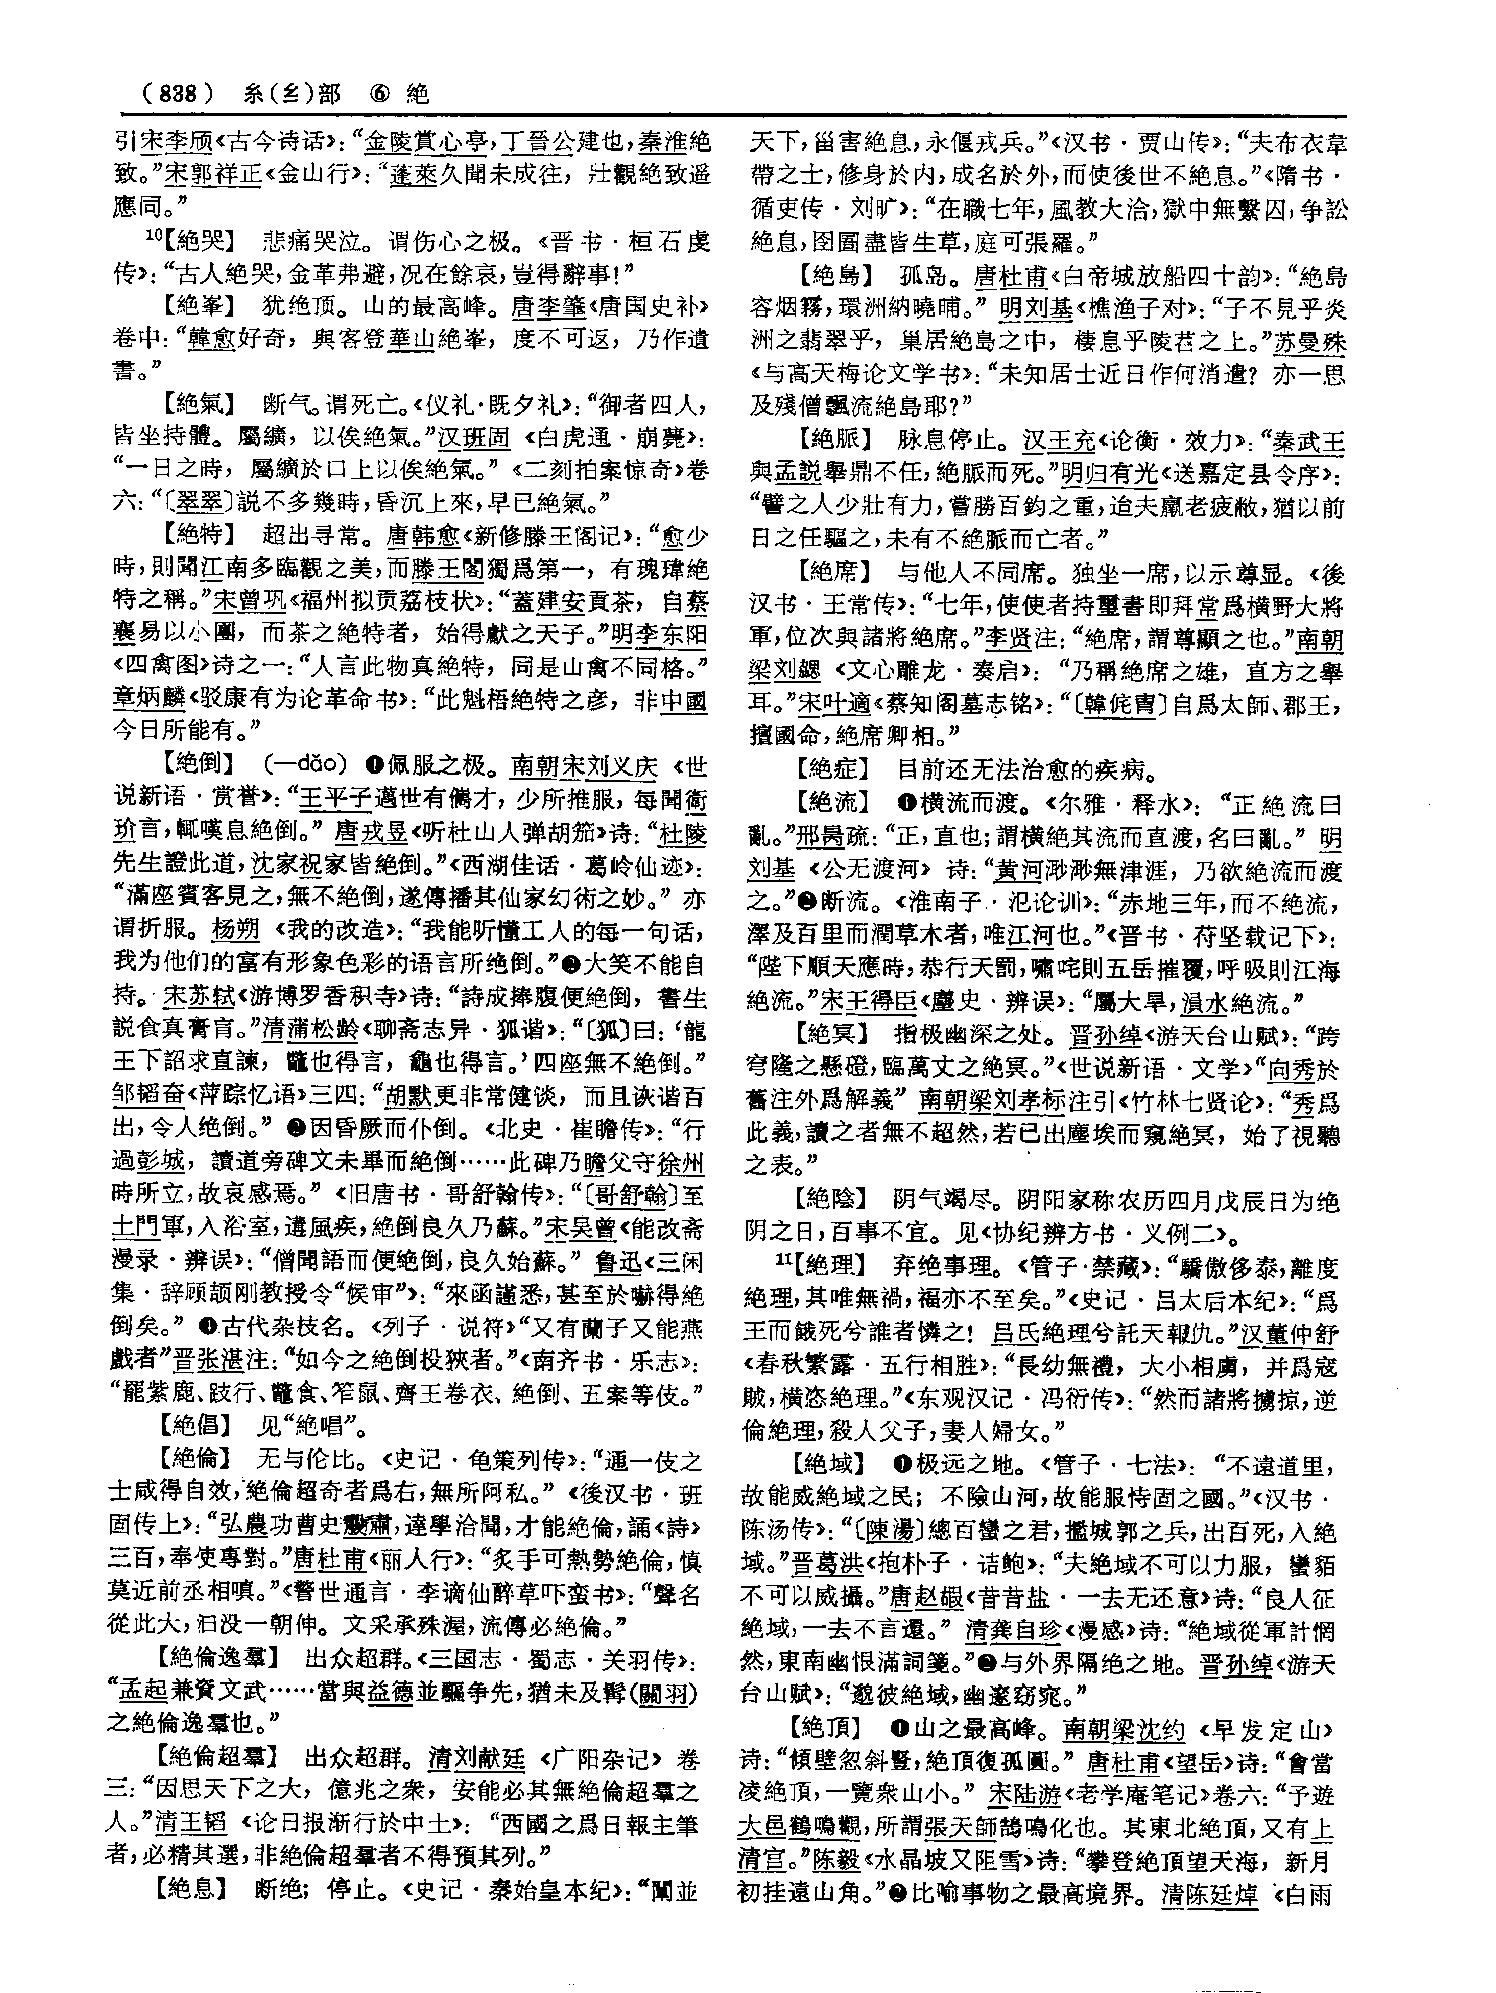 （838） 糸(纟)部 ⑥ 絶
引宋李颀《古今诗话》：“金陵賞心亭，丁晉公建也，秦淮絶
致。”宋郭祥正《金山行》：“蓬萊久聞未成往，壯觀絶致遥
應同。”
10【絶哭】 悲痛哭泣。谓伤心之极。《晋书·桓石虔
传》：“古人絶哭，金革弗避，况在餘哀，豈得辭事！”
【絶峯】 犹绝顶。山的最高峰。唐李肇《唐国史补》
卷中：“韓愈好奇，與客登華山絶峯，度不可返，乃作遺
書。”
【絶氣】 断气。谓死亡。《仪礼·既夕礼》：“御者四人，
皆坐持體。屬纊，以俟絶氣。”汉班固《白虎通·崩薨》：
“一日之時，屬纊於口上以俟絶氣。”《二刻拍案惊奇》卷
六：“〔翠翠〕説不多幾時，昏沉上來，早已絶氣。”
【絶特】 超出寻常。唐韩愈《新修滕王阁记》：“愈少
時，則聞江南多臨觀之美，而滕王閣獨爲第一，有瑰瑋絶
特之稱。”宋曾巩《福州拟贡荔枝状》：“蓋建安貢茶，自蔡
襄易以小團，而茶之絶特者，始得獻之天子。”明李东阳
《四禽图》诗之一：“人言此物真絶特，同是山禽不同格。”
章炳麟《驳康有为论革命书》：“此魁梧絶特之彦，非中國
今日所能有。”
【絶倒】 （—dǎo） ❶佩服之极。南朝宋刘义庆《世
说新语·赏誉》：“王平子邁世有儁才，少所推服，每聞衛
玠言，輒嘆息絶倒。”唐戎昱《听杜山人弹胡笳》诗：“杜陵
先生證此道，沈家祝家皆絶倒。”《西湖佳话·葛岭仙迹》：
“滿座賓客見之，無不絶倒，遂傳播其仙家幻術之妙。”亦
谓折服。杨朔《我的改造》：“我能听懂工人的每一句话，
我为他们的富有形象色彩的语言所绝倒。”❷大笑不能自
持。宋苏轼《游博罗香积寺》诗：“詩成捧腹便絶倒，書生
説食真膏肓。”清蒲松龄《聊斋志异·狐谐》：“〔狐〕曰：‘龍
王下詔求直諫，鼈也得言，龜也得言。’四座無不絶倒。”
邹韬奋《萍踪忆语》三四：“胡默更非常健谈，而且诙谐百
出，令人绝倒。”❸因昏厥而仆倒。《北史·崔瞻传》：“行
過彭城，讀道旁碑文未畢而絶倒……此碑乃瞻父守徐州
時所立，故哀感焉。”《旧唐书·哥舒翰传》：“〔哥舒翰〕至
土門軍，入浴室，遘風疾，絶倒良久乃蘇。”宋吴曾《能改斋
漫录·辨误》：“僧聞語而便絶倒，良久始蘇。”鲁迅《三闲
集·辞顾颉刚教授令“候审”》：“來函謹悉，甚至於嚇得絶
倒矣。”❹古代杂技名。《列子·说符》“又有蘭子又能燕
戲者”晋张湛注：“如今之絶倒投狹者。”《南齐书·乐志》：
“罷紫鹿、跂行、鼈食、笮鼠、齊王卷衣、絶倒、五案等伎。”
【絶倡】 见“絶唱”。
【絶倫】 无与伦比。《史记·龟策列传》：“通一伎之
士咸得自效，絶倫超奇者爲右，無所阿私。”《後汉书·班
固传上》：“弘農功曹史殷肅，達學洽聞，才能絶倫，誦《詩》
三百，奉使專對。”唐杜甫《丽人行》：“炙手可熱勢絶倫，慎
莫近前丞相嗔。”《警世通言·李谪仙醉草吓蛮书》：“聲名
從此大，汩没一朝伸。文采承殊渥，流傳必絶倫。”
【絶倫逸羣】 出众超群。《三国志·蜀志·关羽传》：
“孟起兼資文武……當與益德並驅争先，猶未及髯（關羽）
之絶倫逸羣也。”
【絶倫超羣】 出众超群。清刘献廷《广阳杂记》卷
三：“因思天下之大，億兆之衆，安能必其無絶倫超羣之
人。”清王韬《论日报渐行於中土》：“西國之爲日報主筆
者，必精其選，非絶倫超羣者不得預其列。”
【絶息】 断绝；停止。《史记·秦始皇本纪》：“闡並
天下，甾害絶息，永偃戎兵。”《汉书·贾山传》：“夫布衣韋
帶之士，修身於内，成名於外，而使後世不絶息。”《隋书·
循吏传·刘旷》：“在職七年，風教大洽，獄中無繫囚，争訟
絶息，囹圄盡皆生草，庭可張羅。”
【絶島】 孤岛。唐杜甫《白帝城放船四十韵》：“絶島
容烟霧，環洲納曉晡。”明刘基《樵渔子对》：“子不見乎炎
洲之翡翠乎，巢居絶島之中，棲息乎陵苕之上。”苏曼殊
《与高天梅论文学书》：“未知居士近日作何消遣？亦一思
及殘僧飄流絶島耶？”
【絶脈】 脉息停止。汉王充《论衡·效力》：“秦武王
與孟説舉鼎不任，絶脈而死。”明归有光《送嘉定县令序》：
“譬之人少壯有力，嘗勝百鈞之重，迨夫羸老疲敝，猶以前
日之任驅之，未有不絶脈而亡者。”
【絶席】 与他人不同席。独坐一席，以示尊显。《後
汉书·王常传》：“七年，使使者持璽書即拜常爲横野大將
軍，位次與諸將絶席。”李贤注：“絶席，謂尊顯之也。”南朝
梁刘勰《文心雕龙·奏启》：“乃稱絶席之雄，直方之舉
耳。”宋叶適《蔡知阁墓志铭》：“〔韓侂胄〕自爲太師、郡王，
擅國命，絶席卿相。”
【絶症】 目前还无法治愈的疾病。
【絶流】 ❶横流而渡。《尔雅·释水》：“正絶流曰
亂。”邢昺疏：“正，直也；謂横絶其流而直渡，名曰亂。”明
刘基《公无渡河》诗：“黄河渺渺無津涯，乃欲絶流而渡
之。”❷断流。《淮南子·氾论训》：“赤地三年，而不絶流，
澤及百里而潤草木者，唯江河也。”《晋书·苻坚载记下》：
“陛下順天應時，恭行天罰，嘯咤則五岳摧覆，呼吸則江海
絶流。”宋王得臣《麈史·辨误》：“屬大旱，溳水絶流。”
【絶冥】 指极幽深之处。晋孙绰《游天台山赋》：“跨
穹隆之懸磴，臨萬丈之絶冥。”《世说新语·文学》“向秀於
舊注外爲解義”南朝梁刘孝标注引《竹林七贤论》：“秀爲
此義，讀之者無不超然，若已出塵埃而窺絶冥，始了視聽
之表。”
【絶陰】 阴气竭尽。阴阳家称农历四月戊辰日为绝
阴之日，百事不宜。见《协纪辨方书·义例二》。
11【絶理】 弃绝事理。《管子·禁藏》：“驕傲侈泰，離度
絶理，其唯無禍，福亦不至矣。”《史记·吕太后本纪》：“爲
王而餓死兮誰者憐之！吕氏絶理兮託天報仇。”汉董仲舒
《春秋繁露·五行相胜》：“長幼無禮，大小相虜，并爲寇
賊，横恣絶理。”《东观汉记·冯衍传》：“然而諸將擄掠，逆
倫絶理，殺人父子，妻人婦女。”
【絶域】 ❶极远之地。《管子·七法》：“不遠道里，
故能威絶域之民；不險山河，故能服恃固之國。”《汉书·
陈汤传》：“〔陳湯〕總百蠻之君，攬城郭之兵，出百死，入絶
域。”晋葛洪《抱朴子·诘鲍》：“夫絶域不可以力服，蠻貊
不可以威攝。”唐赵嘏《昔昔盐·一去无还意》诗：“良人征
絶域，一去不言還。”清龚自珍《漫感》诗：“絶域從軍計惘
然，東南幽恨滿詞箋。”❷与外界隔绝之地。晋孙绰《游天
台山赋》：“邈彼絶域，幽邃窈窕。”
【絶頂】 ❶山之最高峰。南朝梁沈约《早发定山》
诗：“傾壁忽斜豎，絶頂復孤圓。”唐杜甫《望岳》诗：“會當
凌絶頂，一覽衆山小。”宋陆游《老学庵笔记》卷六：“予遊
大邑鶴鳴觀，所謂張天師鵠鳴化也。其東北絶頂，又有上
清宫。”陈毅《水晶坡又阻雪》诗：“攀登絶頂望天海，新月
初挂遠山角。”❷比喻事物之最高境界。清陈廷焯《白雨